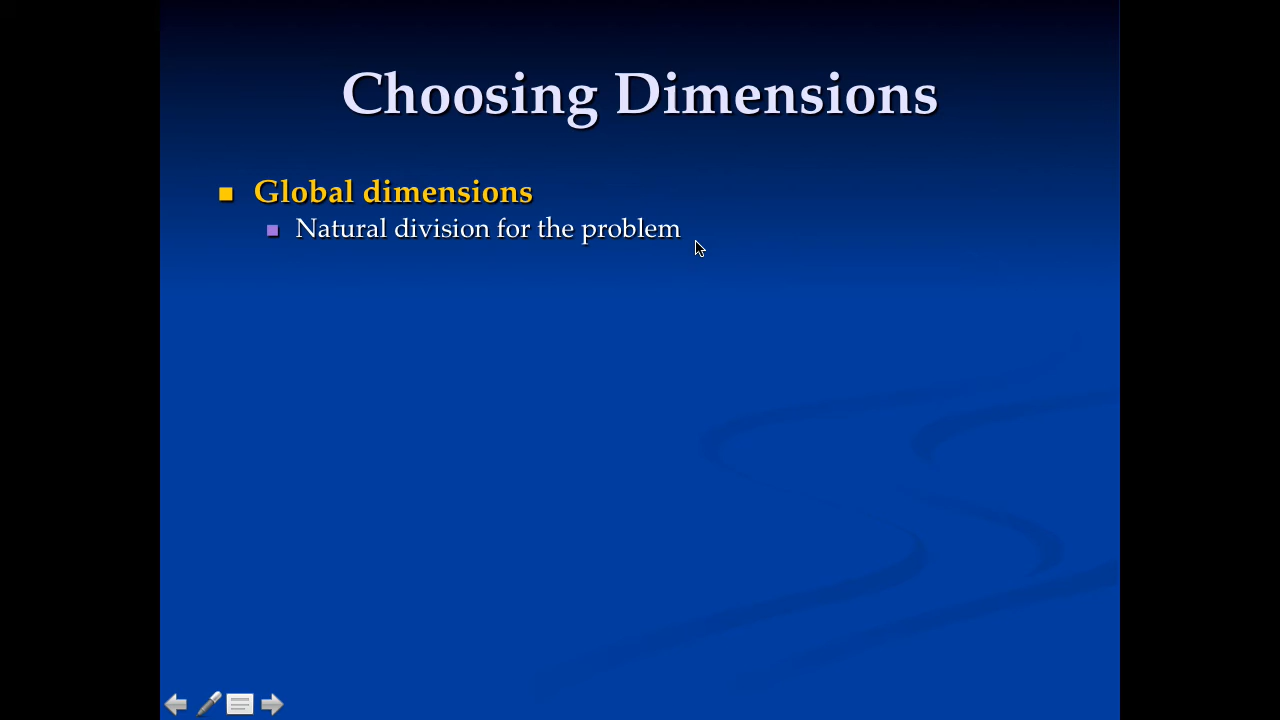 Choosing Dimensions
Global dimensions
Natural division for the problem